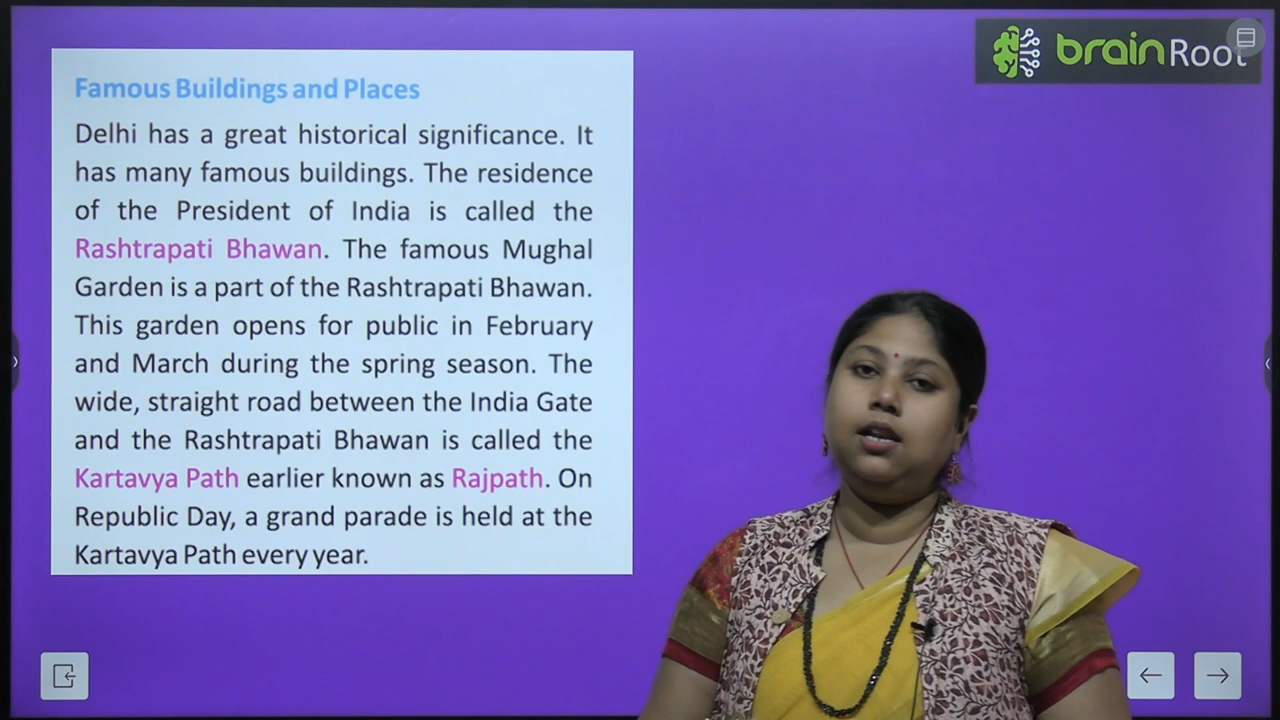 brainRoot
Famous Buildings and Places
Delhi has a great historical significance. It
has many famous buildings. The residence
of the President of India is called the
Rashtrapati Bhawan. The famous Mughal
Garden is a part of the Rashtrapati Bhawan.
This garden opens for public in February
and March during the spring season. The
wide, straight road between the India Gate
and the Rashtrapati Bhawan is called the
Kartavya Path earlier known as Rajpath. On
Republic Day, a grand parade is held at the
Kartavya Path every year.